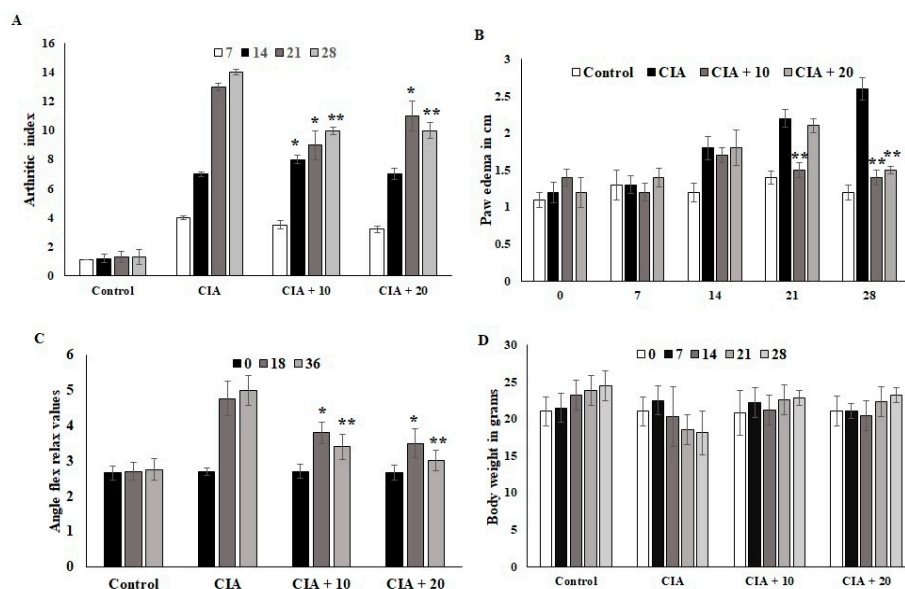 A
7 14 21 28
16
14
12
10
8
6
4
2
0
Arthritic index
* * **
* **
Control CIA CIA + 10 CIA + 20
B
Control CIA CIA + 10 CIA + 20
3
2.5
2
1.5
1
0.5
0
Paw edema in cm
**
** **
0 7 14 21 28
C
0 18 36
6
5
4
3
2
1
0
Angle flex relax values
* **
* **
Control CIA CIA + 10 CIA + 20
D
0 7 14 21 28
30
25
20
15
10
5
0
Body weight in grams
Control CIA CIA + 10 CIA + 20